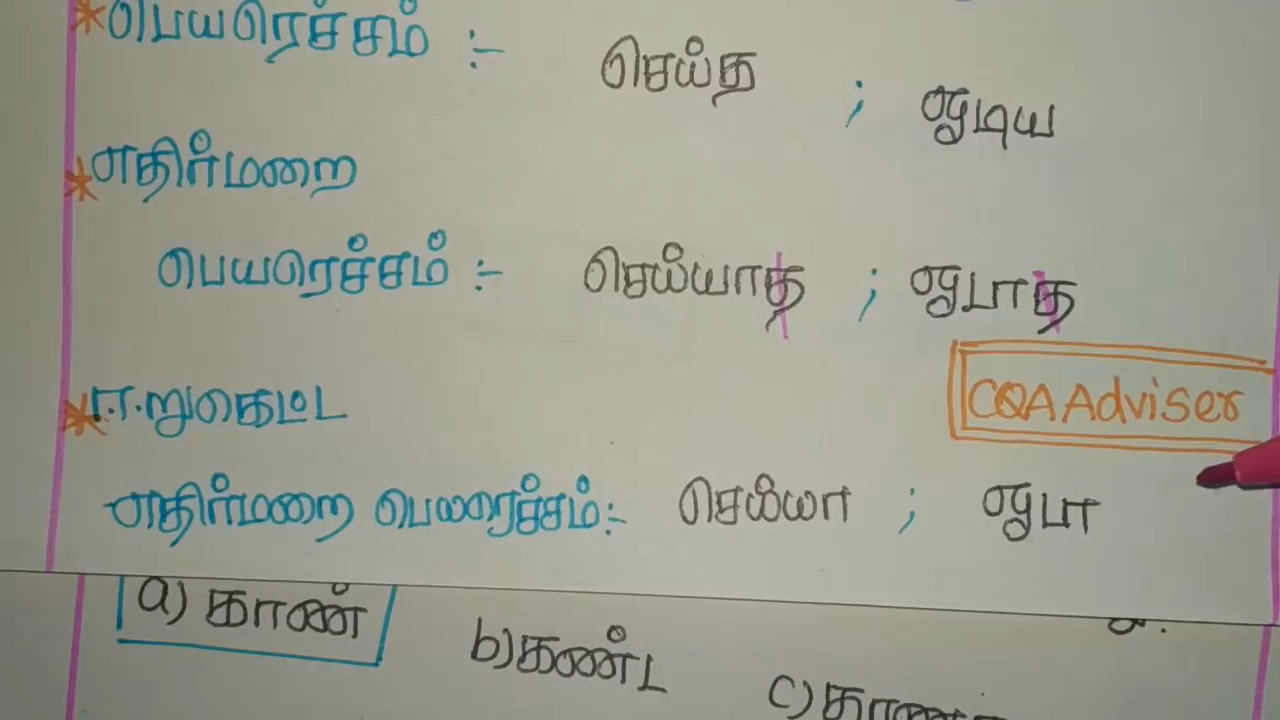 *பெயரெச்சம் :- செய்த ; ஓடிய
*எதிர்மறை
பெயரெச்சம் :- செய்யாத ; ஓடாத
*ஈறுகெட்ட
CQA Adviser
எதிர்மறை பெயரைச்சம்:- செய்யா ; ஓடா
a) காண் b) கண்ட c)